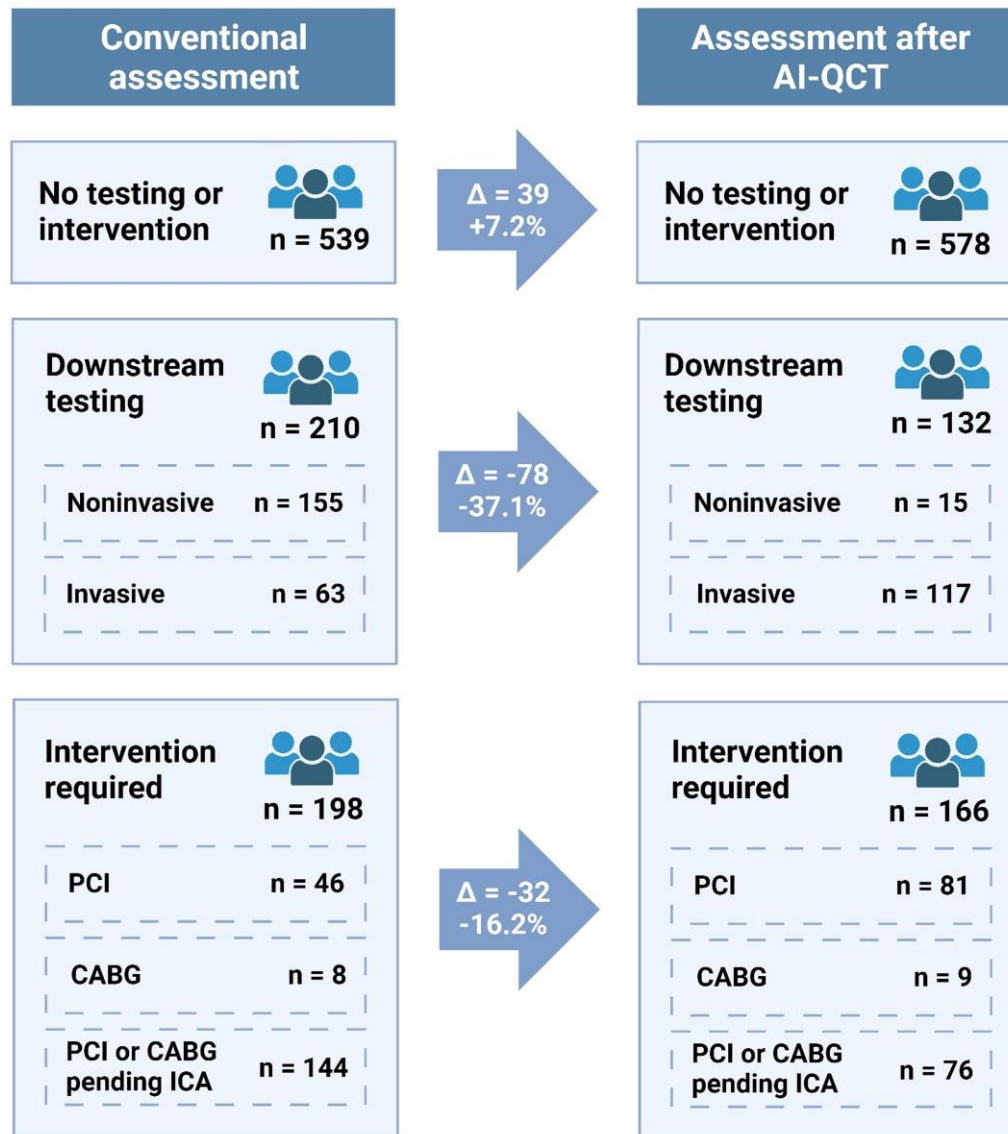 Conventional
assessment
Assessment after
AI-QCT
No testing or
intervention
n = 539
Δ = 39
+7.2%
No testing or
intervention
n = 578
Downstream
testing
n = 210
Noninvasive n = 155
Invasive n = 63
Δ = -78
-37.1%
Downstream
testing
n = 132
Noninvasive n = 15
Invasive n = 117
Intervention
required
n = 198
PCI n = 46
CABG n = 8
PCI or CABG
pending ICA n = 144
Δ = -32
-16.2%
Intervention
required
n = 166
PCI n = 81
CABG n = 9
PCI or CABG
pending ICA n = 76